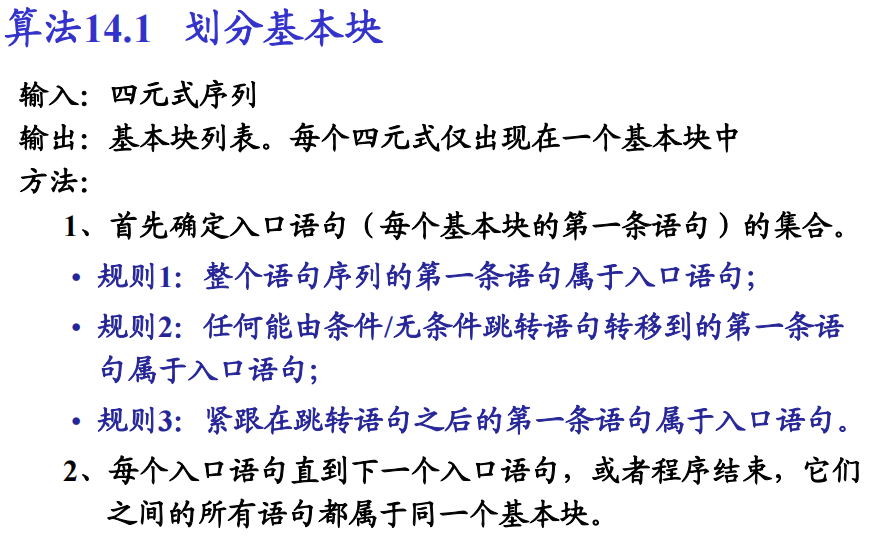 算法14.1 划分基本块
输入：四元式序列
输出：基本块列表。每个四元式仅出现在一个基本块中
方法：
1、首先确定入口语句（每个基本块的第一条语句）的集合。
• 规则1：整个语句序列的第一条语句属于入口语句；
• 规则2：任何能由条件/无条件跳转语句转移到的第一条语
句属于入口语句；
• 规则3：紧跟在跳转语句之后的第一条语句属于入口语句。
2、每个入口语句直到下一个入口语句，或者程序结束，它们
之间的所有语句都属于同一个基本块。